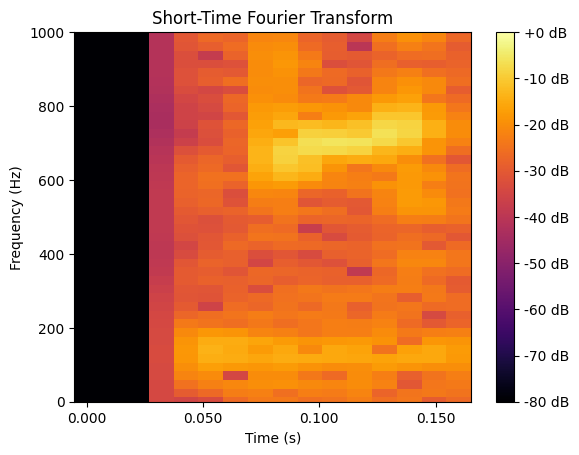 Short-Time Fourier Transform
1000
800
600
400
200
0
Frequency (Hz)
0.000
0.050
0.100
0.150
Time (s)
+0 dB
-10 dB
-20 dB
-30 dB
-40 dB
-50 dB
-60 dB
-70 dB
-80 dB